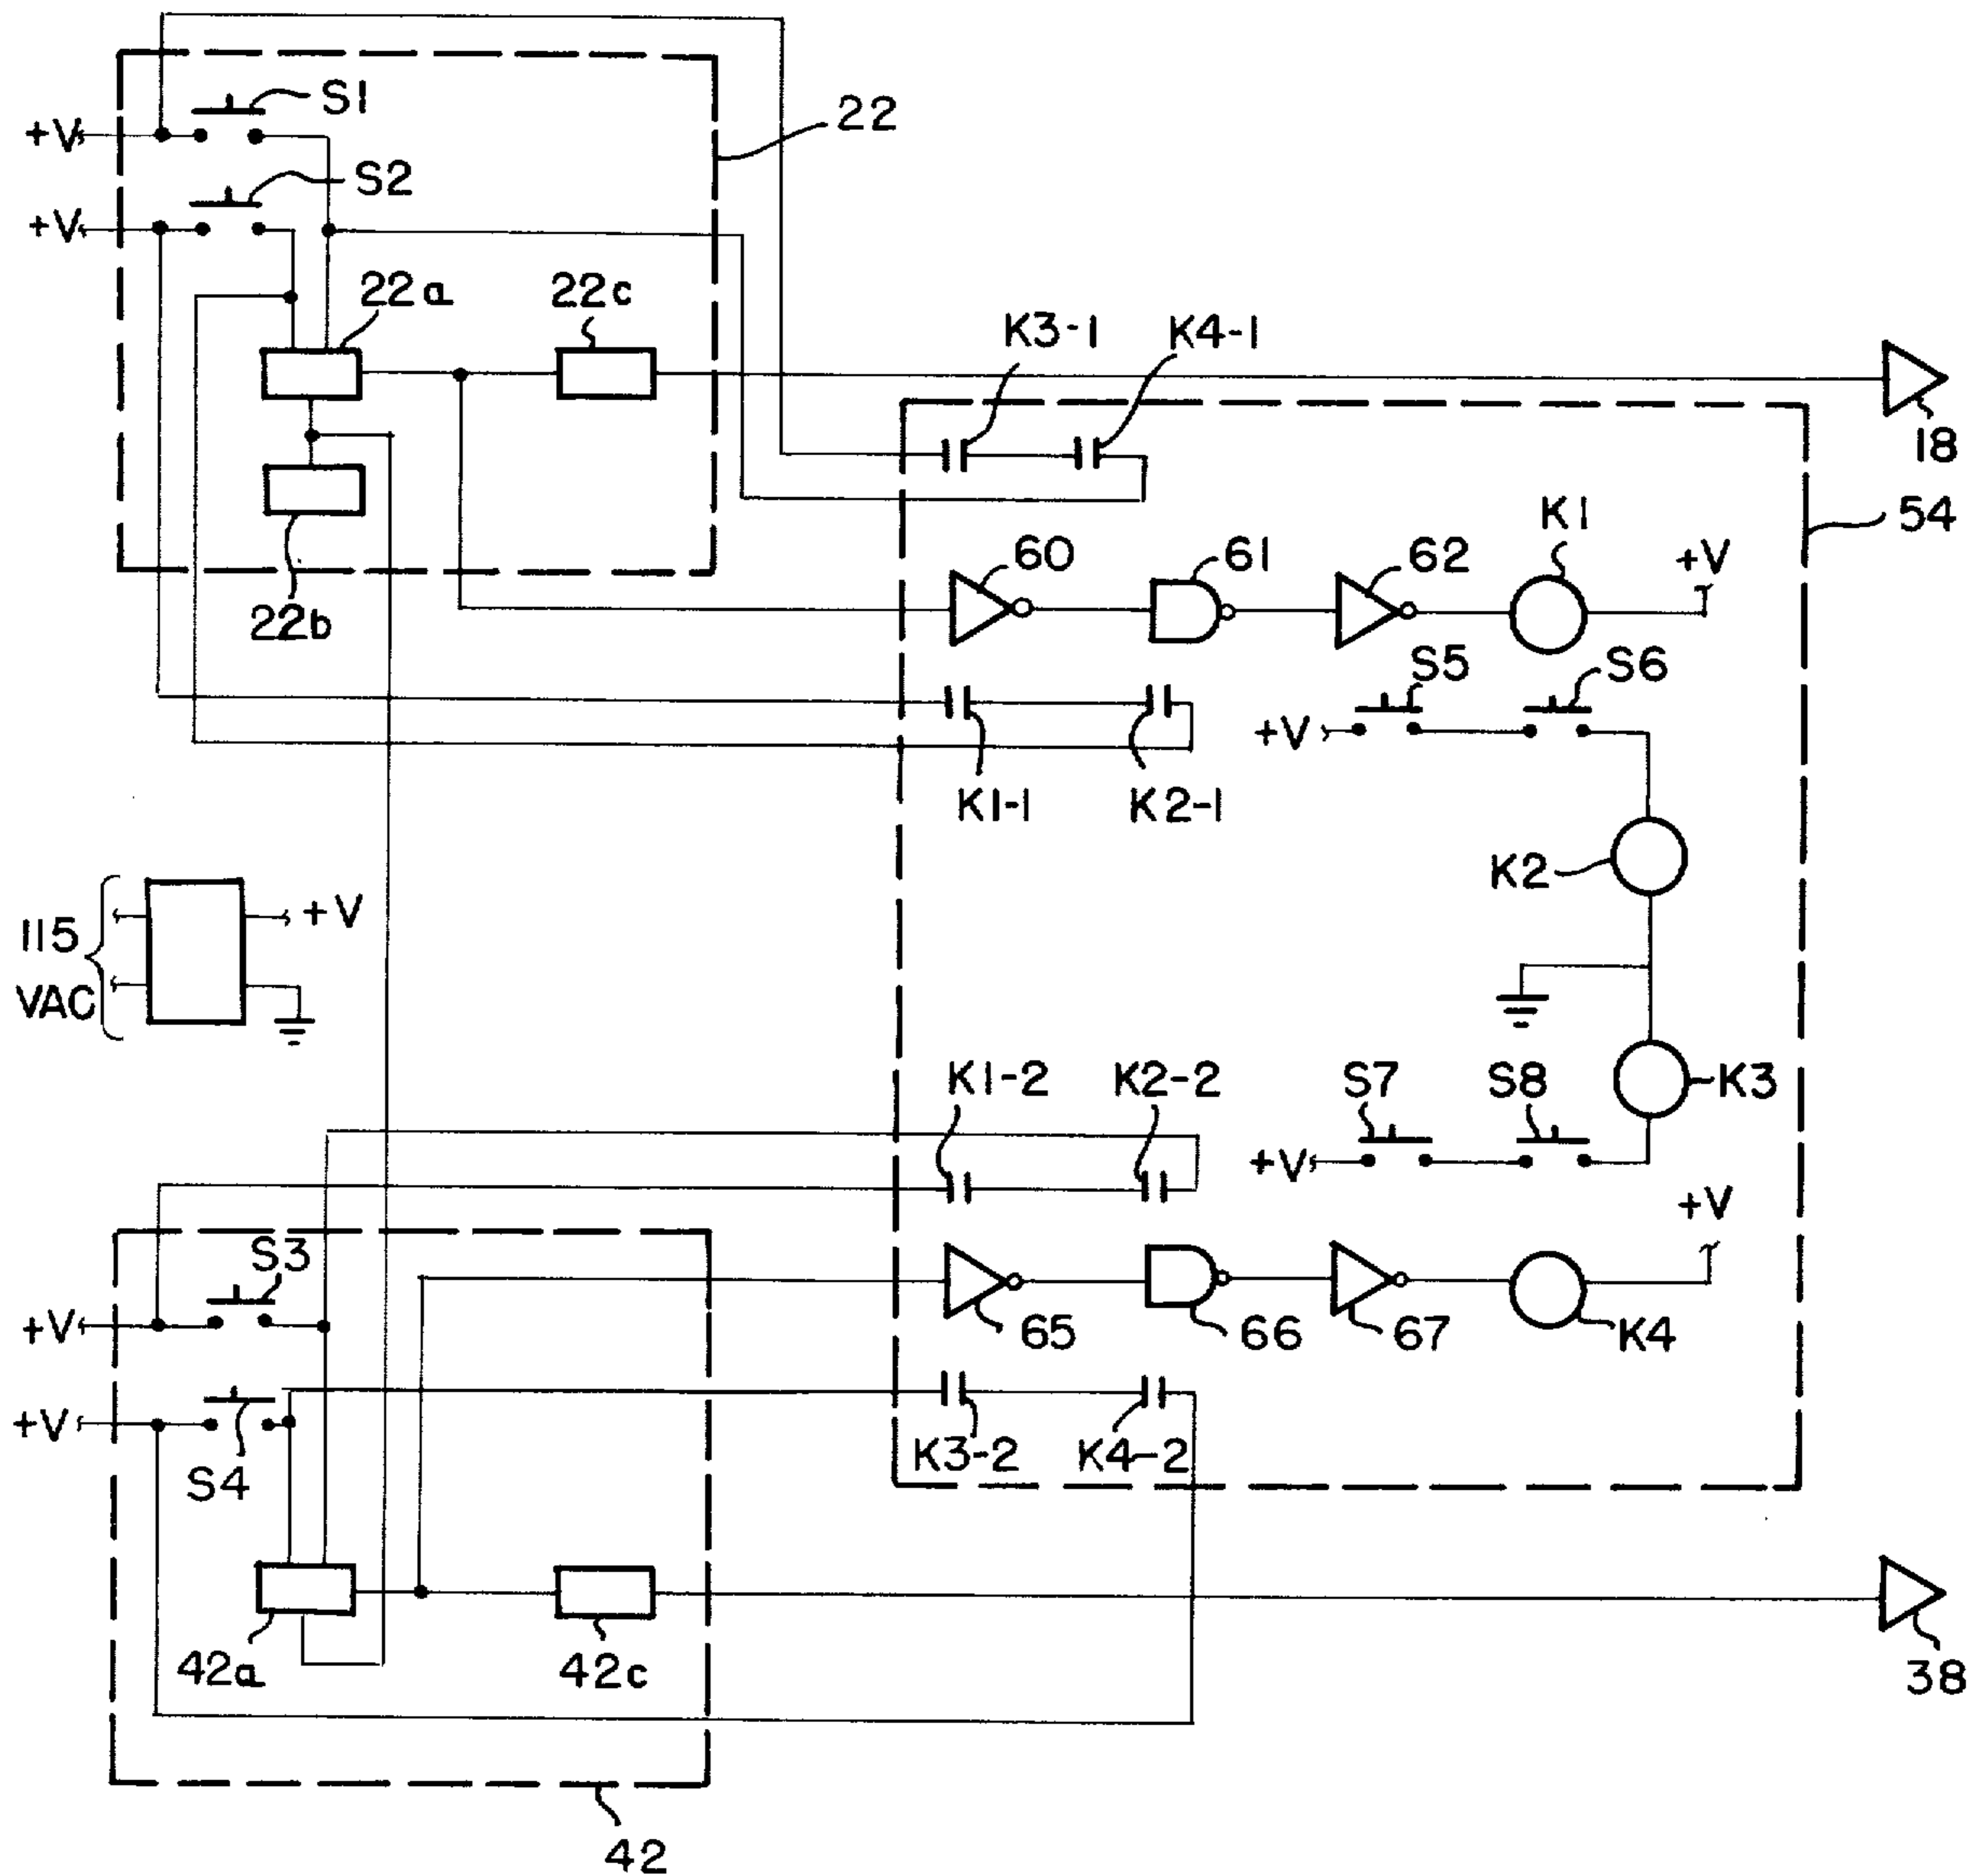 S1
+V
22
S2
+V
22a
22c
K3-1
K4-1
18
54
K1
60
61
62
+V
22b
S5
S6
+V
K1-1
K2-1
K2
115
VAC
+V
K1-2
K2-2
S7
S8
K3
+V
+V
S3
+V
65
66
67
K4
+V
S4
K3-2
K4-2
42a
42c
38
42